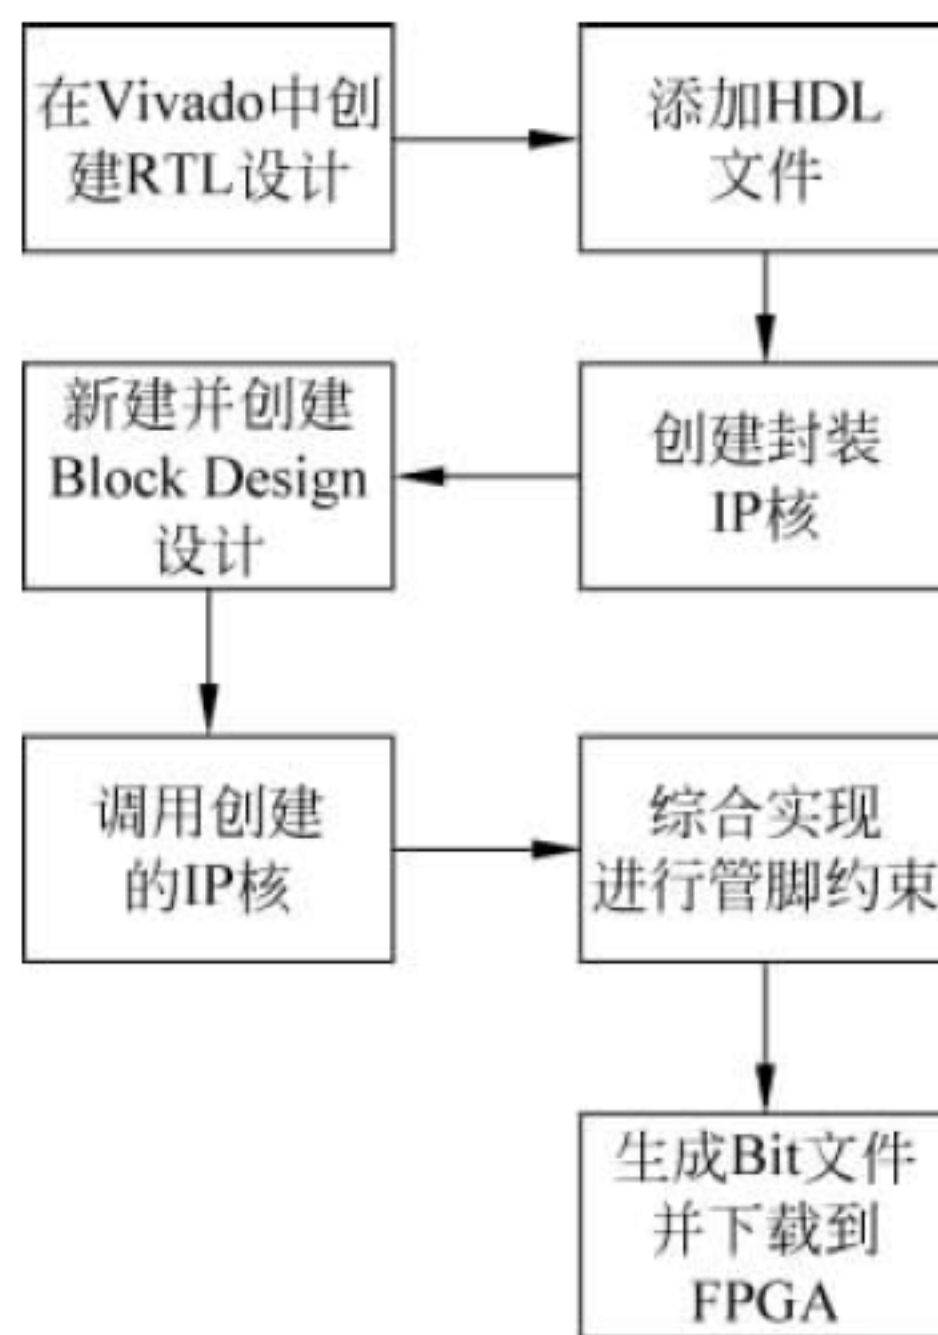 在Vivado中创
建RTL设计
添加HDL
文件
创建封装
IP核
新建并创建
Block Design
设计
调用创建
的IP核
综合实现
进行管脚约束
生成Bit文件
并下载到
FPGA